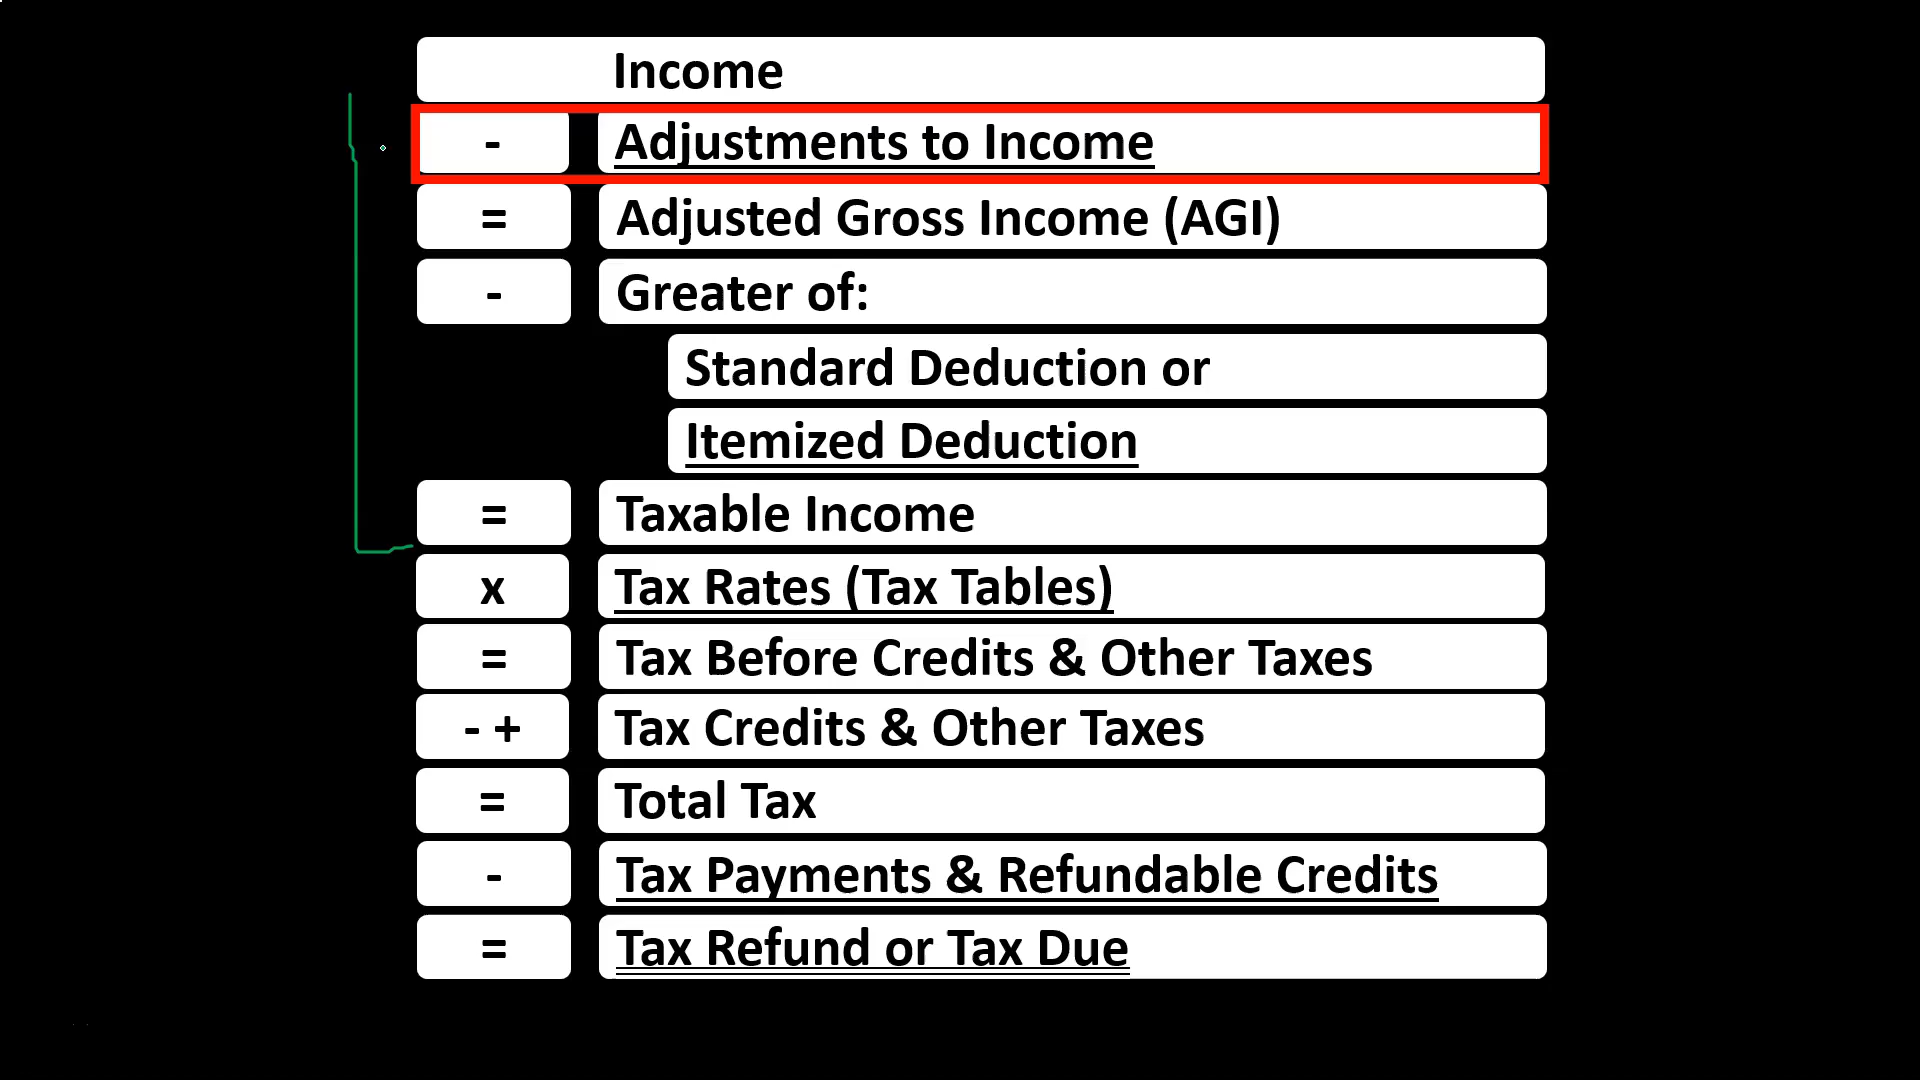 Income
- Adjustments to Income
= Adjusted Gross Income (AGI)
- Greater of:
Standard Deduction or
Itemized Deduction
= Taxable Income
x Tax Rates (Tax Tables)
= Tax Before Credits & Other Taxes
- + Tax Credits & Other Taxes
= Total Tax
- Tax Payments & Refundable Credits
= Tax Refund or Tax Due